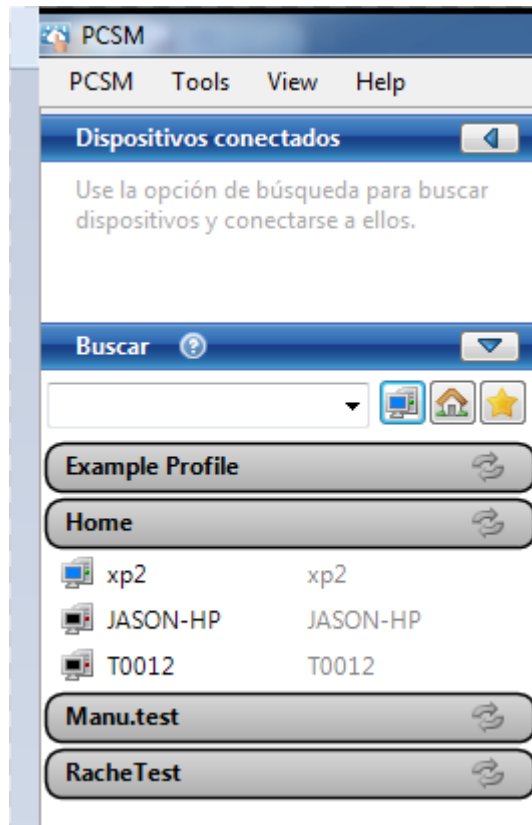 PCSM
PCSM Tools View Help
Dispositivos conectados
Use la opción de búsqueda para buscar
dispositivos y conectarse a ellos.
Buscar ?
Example Profile
Home
xp2 xp2
JASON-HP JASON-HP
T0012 T0012
Manu.test
RacheTest